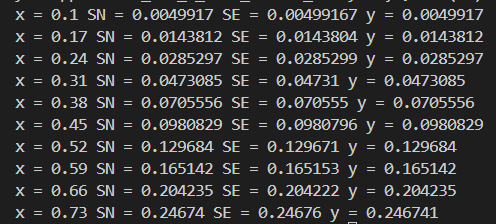 x = 0.1 SN = 0.0049917 SE = 0.00499167 y = 0.0049917
x = 0.17 SN = 0.0143812 SE = 0.0143804 y = 0.0143812
x = 0.24 SN = 0.0285297 SE = 0.0285299 y = 0.0285297
x = 0.31 SN = 0.0473085 SE = 0.04731 y = 0.0473085
x = 0.38 SN = 0.0705556 SE = 0.070555 y = 0.0705556
x = 0.45 SN = 0.0980829 SE = 0.0980796 y = 0.0980829
x = 0.52 SN = 0.129684 SE = 0.129671 y = 0.129684
x = 0.59 SN = 0.165142 SE = 0.165153 y = 0.165142
x = 0.66 SN = 0.204235 SE = 0.204222 y = 0.204235
x = 0.73 SN = 0.24674 SE = 0.24676 y = 0.246741